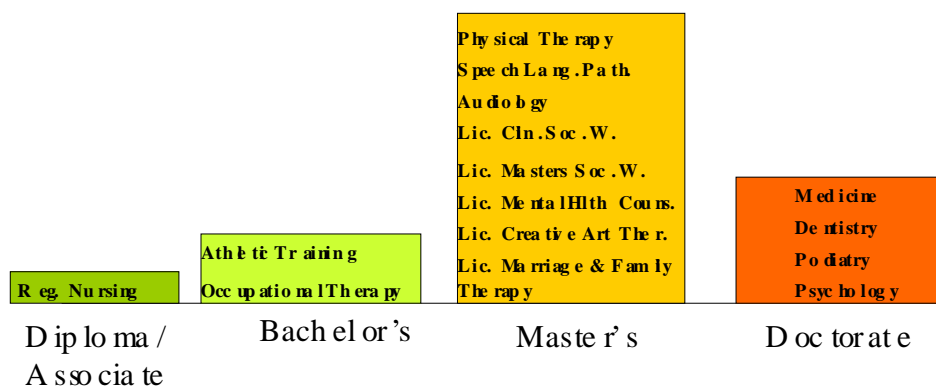 Reg. Nursing
Diploma/
Associate
Athletic Training
Occupational Therapy
Bachelor's
Physical Therapy
Speech Lang. Path.
Audiology
Lic. Cln. Soc. W.
Lic. Masters Soc. W.
Lic. Mental Hlth Couns.
Lic. Creative Art Ther.
Lic. Marriage & Family
Therapy
Master's
Medicine
Dentistry
Podiatry
Psychology
Doctorate